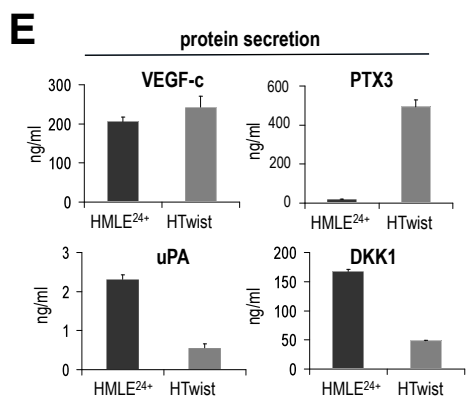 E
protein secretion
VEGF-c
ng/ml
300
200
100
0
HMLE²⁴⁺ HTwist
PTX3
ng/ml
600
400
200
0
HMLE²⁴⁺ HTwist
uPA
ng/ml
3
2
1
0
HMLE²⁴⁺ HTwist
DKK1
ng/ml
200
150
100
50
0
HMLE²⁴⁺ HTwist